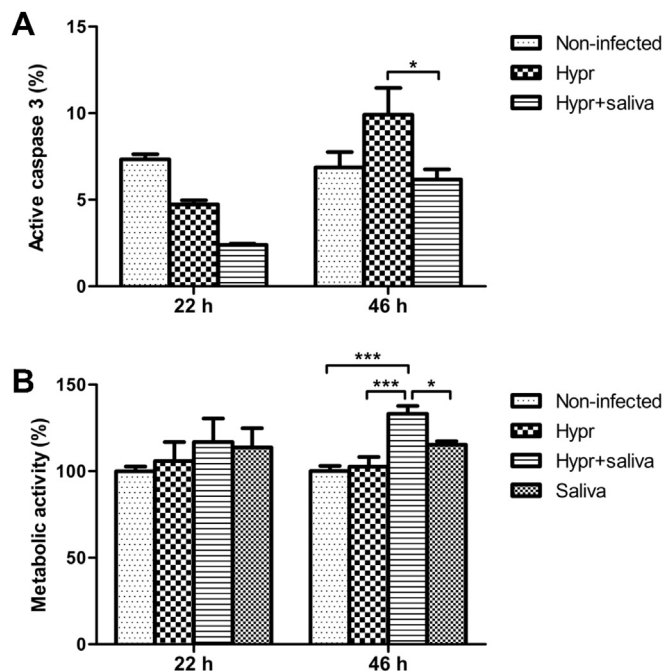 A
Active caspase 3 (%)
15
10
5
0
*
22 h
46 h
Non-infected
Hypr
Hypr+saliva
B
Metabolic activity (%)
150
100
50
0
***
***
*
22 h
46 h
Non-infected
Hypr
Hypr+saliva
Saliva